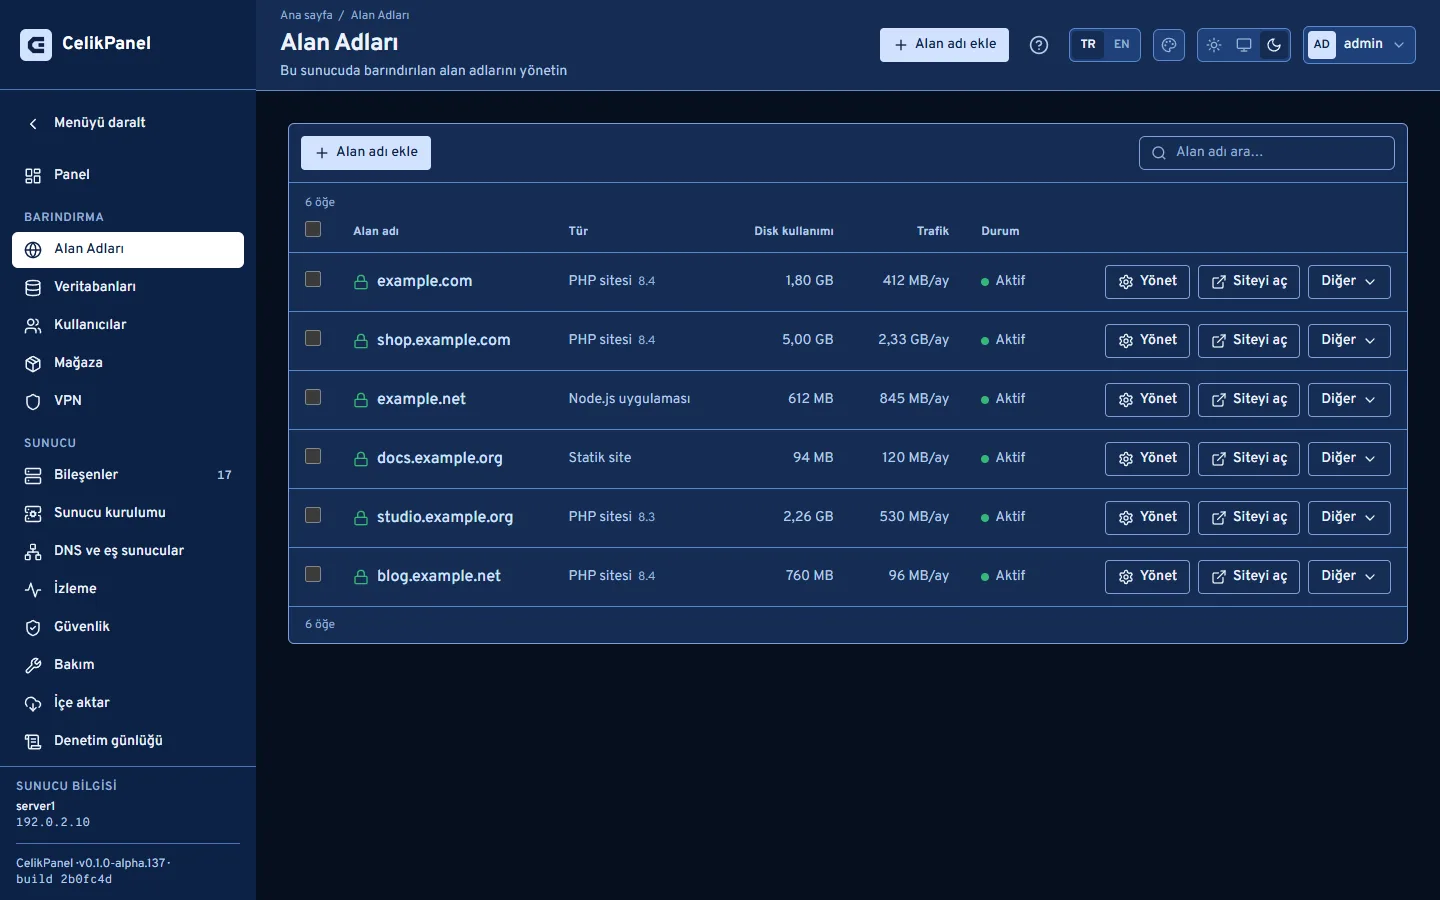 CelikPanel
Menüyü daralt
Panel
BARINDIRMA
Alan Adları
Veritabanları
Kullanıcılar
Mağaza
VPN
SUNUCU
Bileşenler 17
Sunucu kurulumu
DNS ve eş sunucular
İzleme
Güvenlik
Bakım
İçe aktar
Denetim günlüğü
SUNUCU BİLGİSİ
server1
192.0.2.10
CelikPanel ·v0.1.0-alpha.137·
build 2b0fc4d
Ana sayfa / Alan Adları
Alan Adları
Bu sunucuda barındırılan alan adlarını yönetin
Alan adı ekle TR EN AD admin
Alan adı ekle Alan adı ara...
6 öğe
Alan adı Tür Disk kullanımı Trafik Durum
example.com PHP sitesi 8.4 1,80 GB 412 MB/ay Aktif Yönet Siteyi aç Diğer
shop.example.com PHP sitesi 8.4 5,00 GB 2,33 GB/ay Aktif Yönet Siteyi aç Diğer
example.net Node.js uygulaması 612 MB 845 MB/ay Aktif Yönet Siteyi aç Diğer
docs.example.org Statik site 94 MB 120 MB/ay Aktif Yönet Siteyi aç Diğer
studio.example.org PHP sitesi 8.3 2,26 GB 530 MB/ay Aktif Yönet Siteyi aç Diğer
blog.example.net PHP sitesi 8.4 760 MB 96 MB/ay Aktif Yönet Siteyi aç Diğer
6 öğe